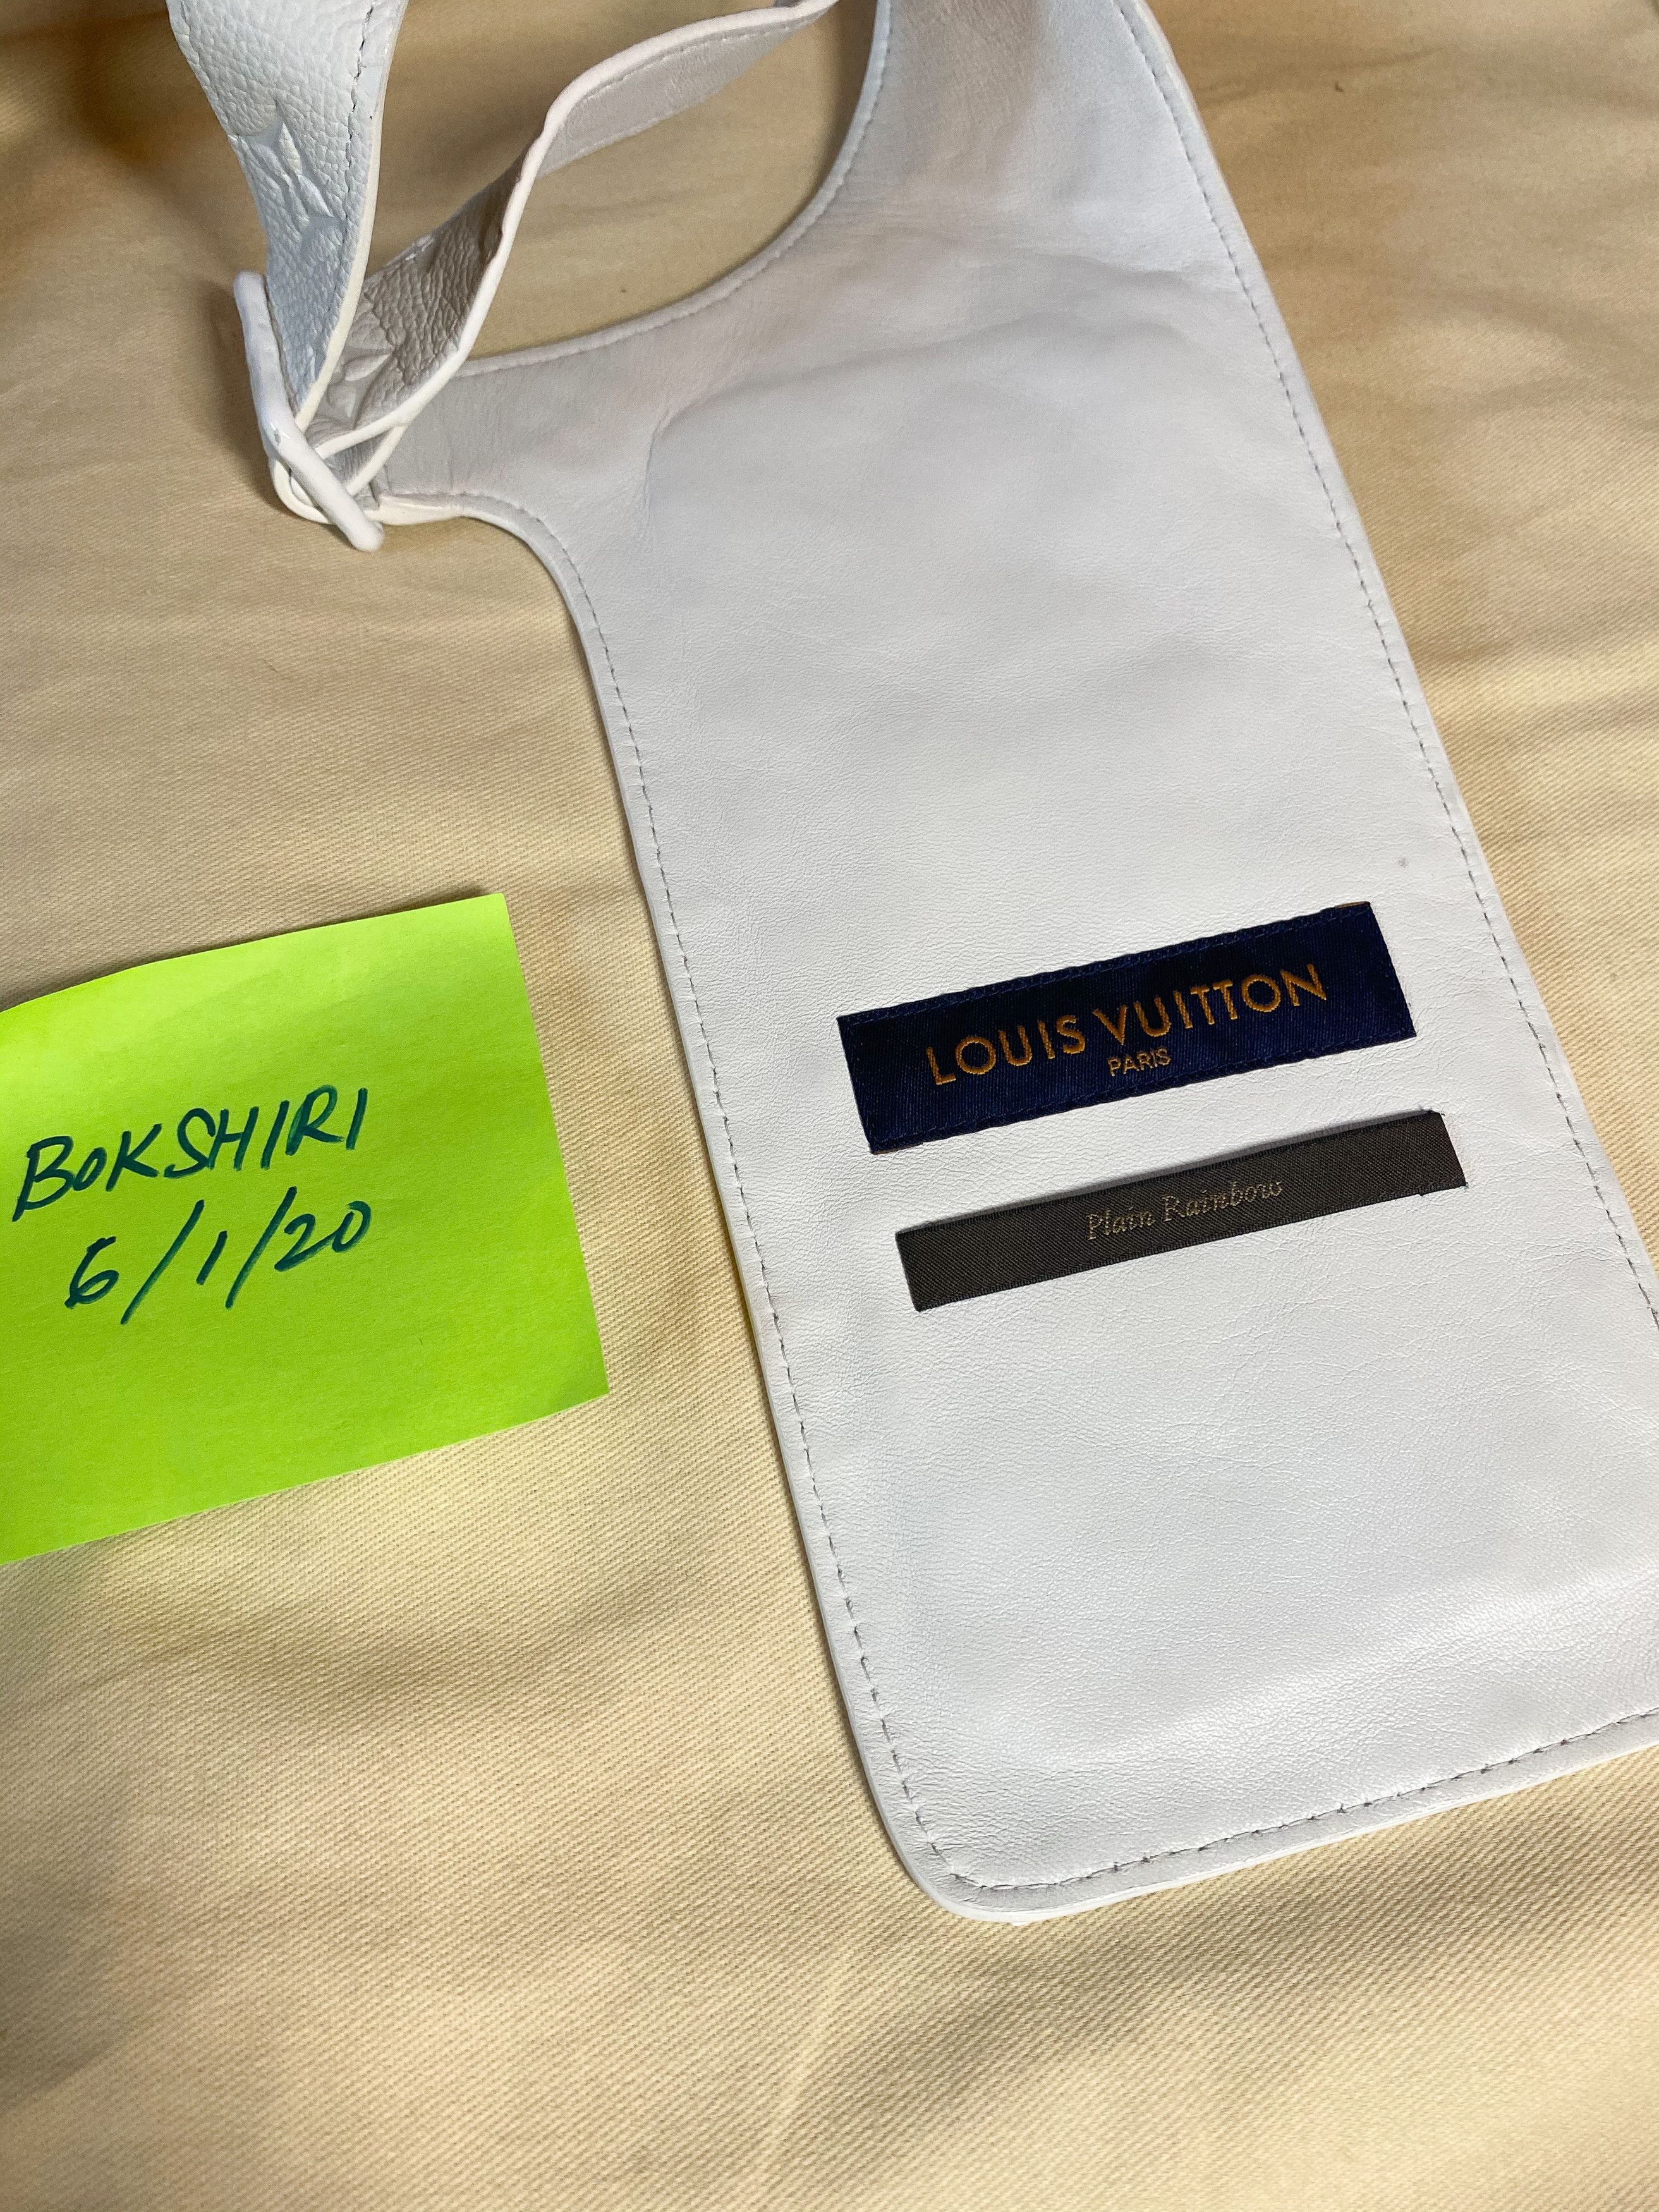 BOKSHIRI
6/1/20
LOUIS VUITTON
PARIS
Plain Rainbow